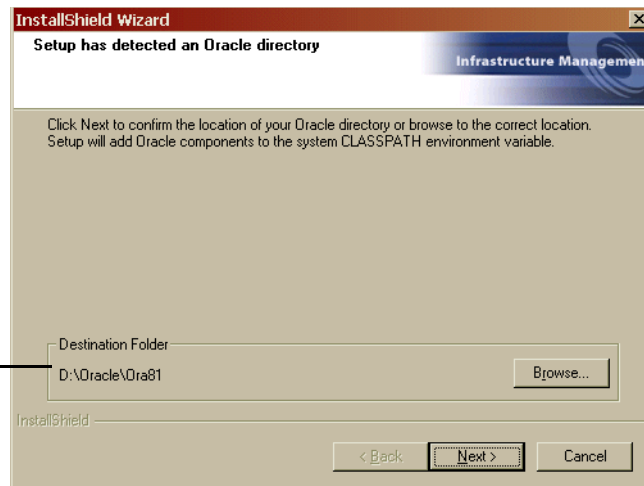 InstallShield Wizard
Setup has detected an Oracle directory
Infrastructure Managemen
Click Next to confirm the location of your Oracle directory or browse to the correct location.
Setup will add Oracle components to the system CLASSPATH environment variable.
Destination Folder
D:\Oracle\Ora81
Browse...
InstallShield
< Back
Next >
Cancel